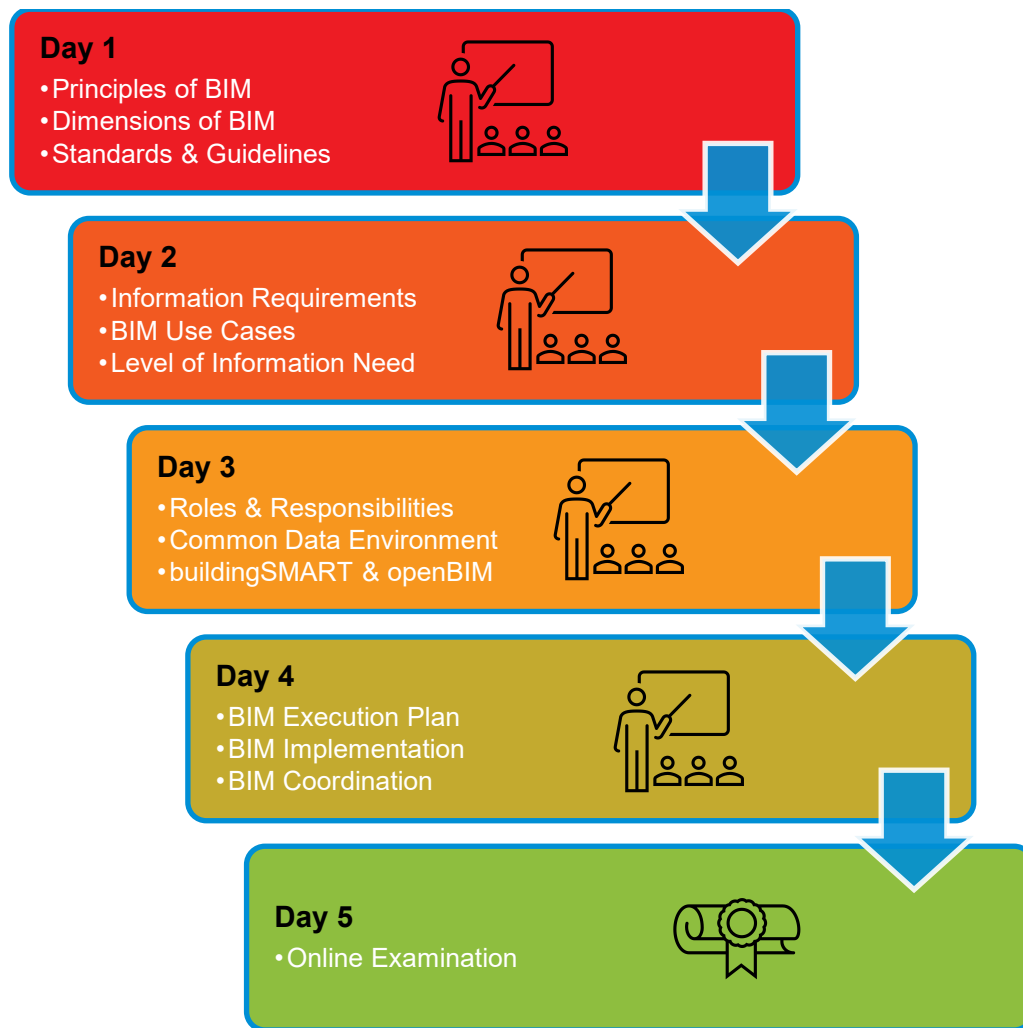 Day 1
•Principles of BIM
•Dimensions of BIM
•Standards & Guidelines
Day 2
•Information Requirements
•BIM Use Cases
•Level of Information Need
Day 3
•Roles & Responsibilities
•Common Data Environment
•buildingSMART & openBIM
Day 4
•BIM Execution Plan
•BIM Implementation
•BIM Coordination
Day 5
•Online Examination